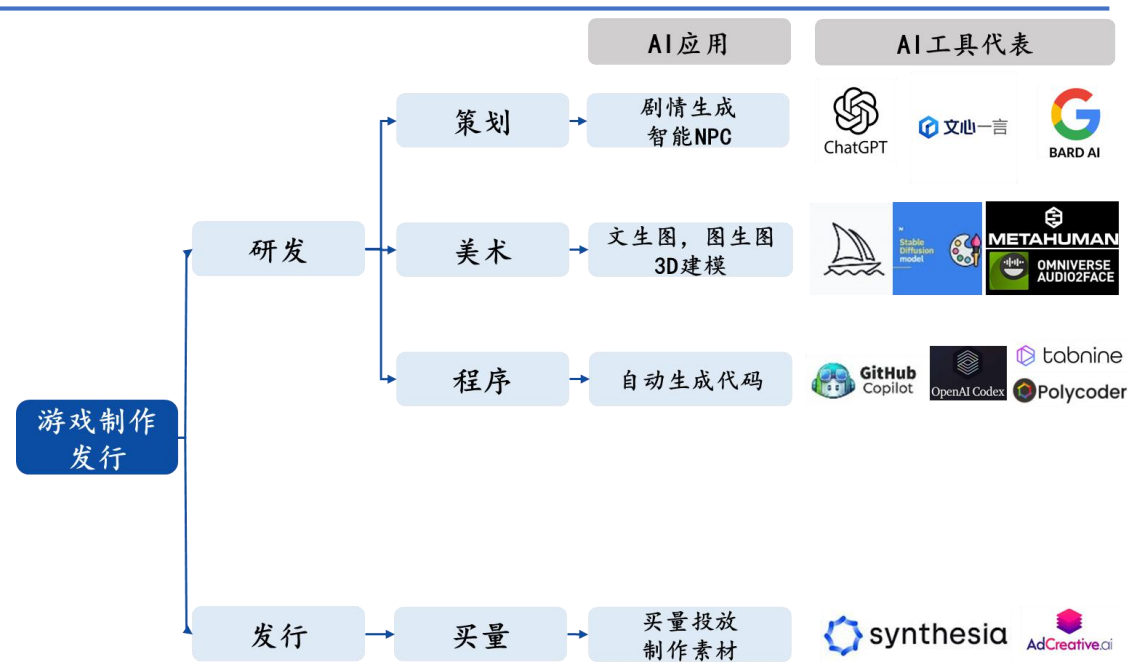 AI应用
AI工具代表
策划
剧情生成
智能NPC
ChatGPT
文心一言
BARD AI
研发
美术
文生图，图生图
3D建模
Stable
Diffusion
model
METAHUMAN
OMNIVERSE
AUDIO2FACE
程序
自动生成代码
GitHub
Copilot
OpenAI Codex
tabnine
Polycoder
游戏制作
发行
发行
买量
买量投放
制作素材
synthesia
AdCreative.ai